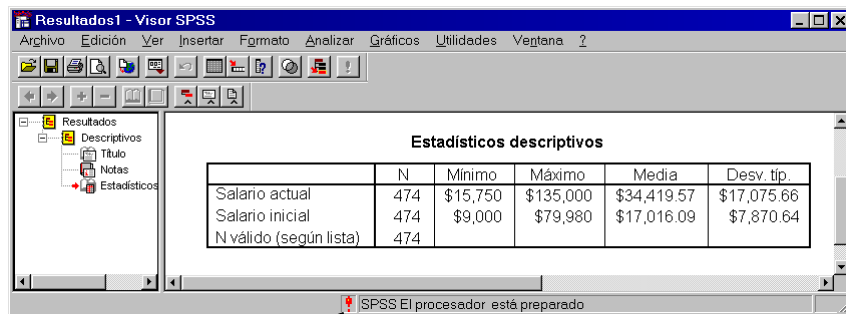 Resultados1 - Visor SPSS
Archivo Edición Ver Insertar Formato Analizar Gráficos Utilidades Ventana ?
Resultados
Descriptivos
Título
Notas
Estadísticos
Estadísticos descriptivos
N Mínimo Máximo Media Desv. típ.
Salario actual 474 $15,750 $135,000 $34,419.57 $17,075.66
Salario inicial 474 $9,000 $79,980 $17,016.09 $7,870.64
N válido (según lista) 474
SPSS El procesador está preparado